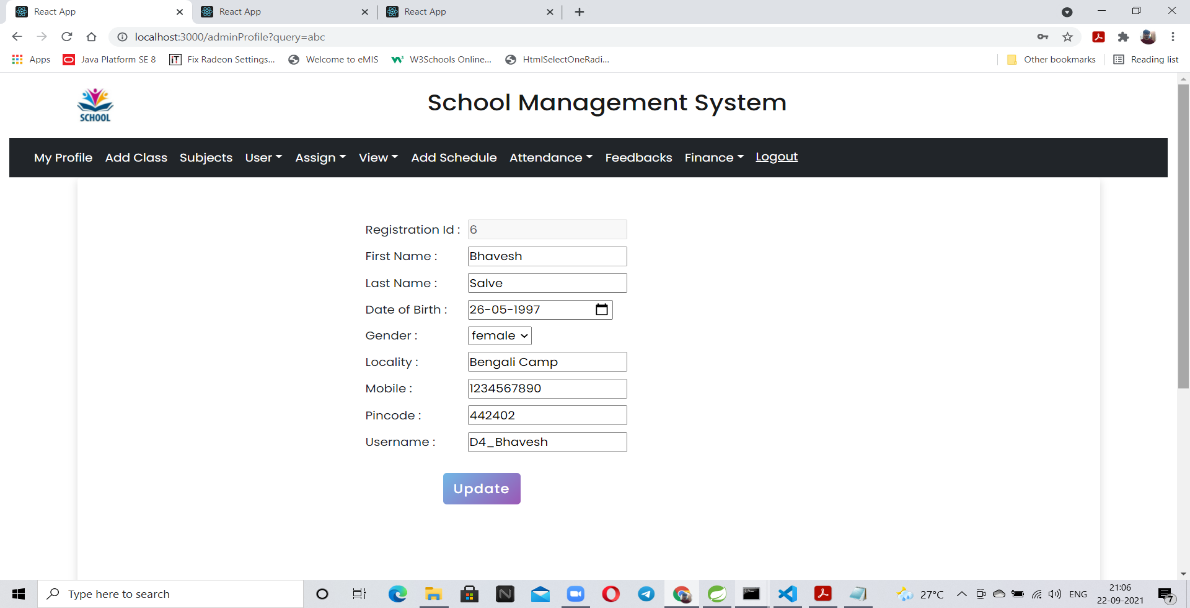 React App
React App
React App
localhost:3000/adminProfile?query=abc
Apps Java Platform SE 8 Fix Radeon Settings... Welcome to eMIS W3Schools Online... HtmlSelectOneRadi... Other bookmarks Reading list
SCHOOL
School Management System
My Profile Add Class Subjects User Assign View Add Schedule Attendance Feedbacks Finance Logout
Registration Id : 6
First Name : Bhavesh
Last Name : Salve
Date of Birth : 26-05-1997
Gender : female
Locality : Bengali Camp
Mobile : 1234567890
Pincode : 442402
Username : D4_Bhavesh
Update
Type here to search
27°C ENG
21:06
22-09-2021
7